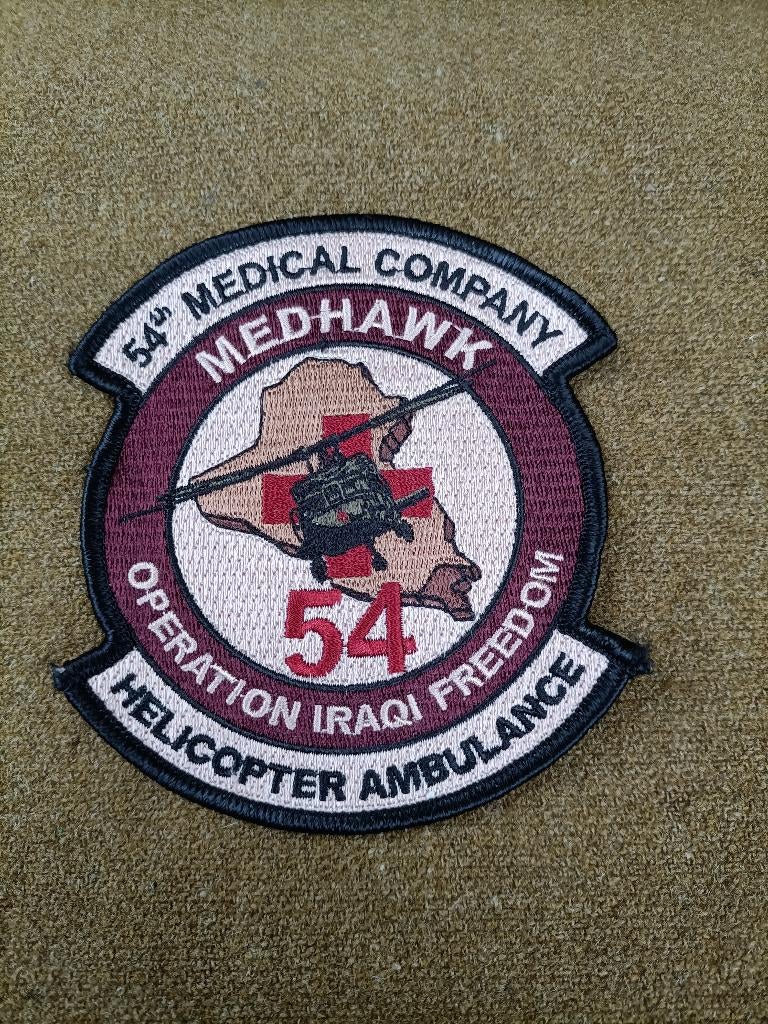 54th MEDICAL COMPANY
MEDHAWK
54
OPERATION IRAQI FREEDOM
HELICOPTER AMBULANCE